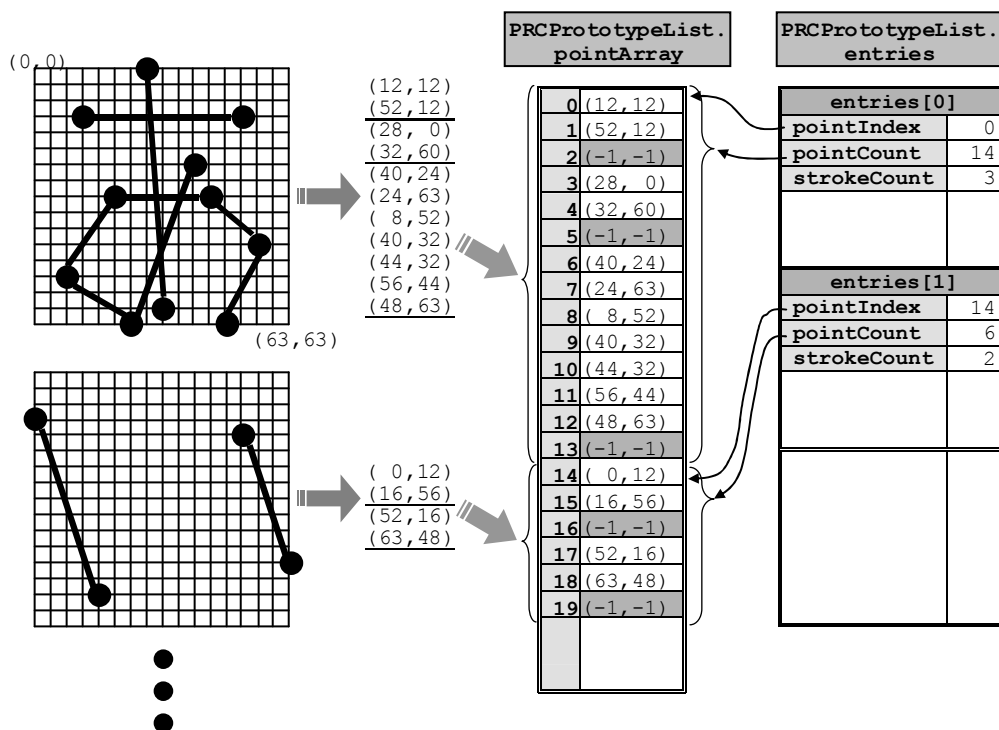 (0,0)
(63,63)
(12,12)
(52,12)
(28, 0)
(32,60)
(40,24)
(24,63)
( 8,52)
(40,32)
(44,32)
(56,44)
(48,63)
( 0,12)
(16,56)
(52,16)
(63,48)
PRCPrototypeList.
pointArray
0 (12,12)
1 (52,12)
2 (-1,-1)
3 (28, 0)
4 (32,60)
5 (-1,-1)
6 (40,24)
7 (24,63)
8 ( 8,52)
9 (40,32)
10 (44,32)
11 (56,44)
12 (48,63)
13 (-1,-1)
14 ( 0,12)
15 (16,56)
16 (-1,-1)
17 (52,16)
18 (63,48)
19 (-1,-1)
PRCPrototypeList.
entries
entries[0]
pointIndex 0
pointCount 14
strokeCount 3
entries[1]
pointIndex 14
pointCount 6
strokeCount 2